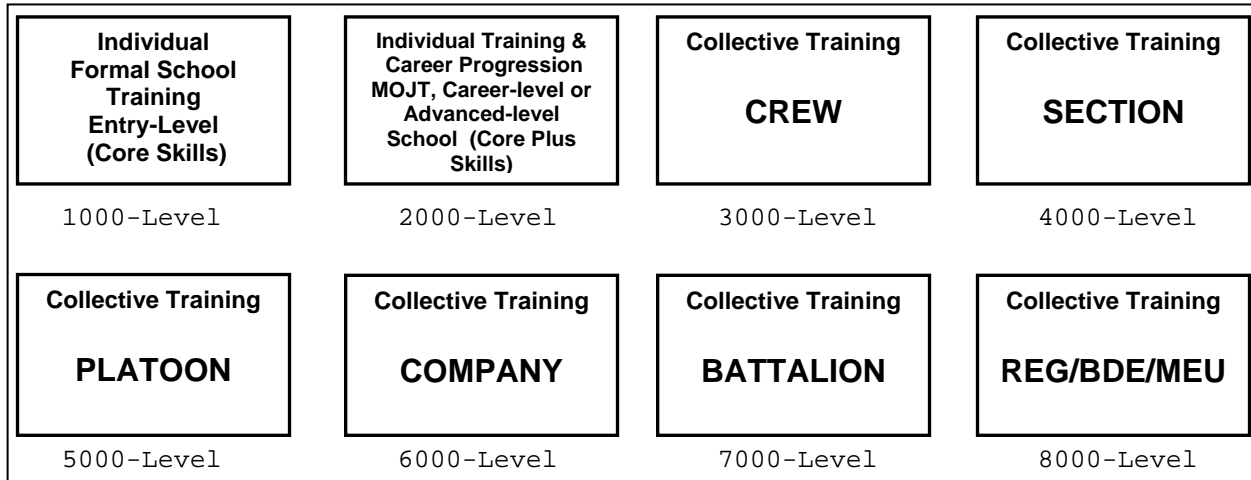 Individual
Formal School
Training
Entry-Level
(Core Skills)
1000-Level
Individual Training &
Career Progression
MOJT, Career-level or
Advanced-level
School (Core Plus
Skills)
2000-Level
Collective Training
CREW
3000-Level
Collective Training
SECTION
4000-Level
Collective Training
PLATOON
5000-Level
Collective Training
COMPANY
6000-Level
Collective Training
BATTALION
7000-Level
Collective Training
REG/BDE/MEU
8000-Level